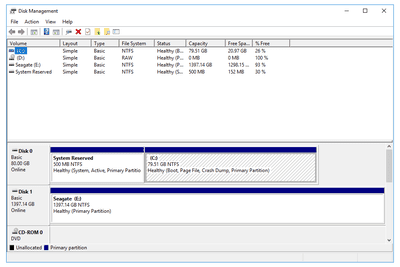 Disk Management
File Action View Help
Volume Layout Type File System Status Capacity Free Spa... % Free
(C:) Simple Basic NTFS Healthy (B... 79.51 GB 20.97 GB 26 %
(D:) Simple Basic RAW Healthy (P... 0 MB 0 MB 100 %
Seagate (E:) Simple Basic NTFS Healthy (P... 1397.14 GB 1298.15 ... 93 %
System Reserved Simple Basic NTFS Healthy (S... 500 MB 152 MB 30 %
Disk 0
Basic
80.00 GB
Online
System Reserved
500 MB NTFS
Healthy (System, Active, Primary Partitio
(C:)
79.51 GB NTFS
Healthy (Boot, Page File, Crash Dump, Primary Partition)
Disk 1
Basic
1397.14 GB
Online
Seagate (E:)
1397.14 GB NTFS
Healthy (Primary Partition)
CD-ROM 0
DVD
Unallocated Primary partition